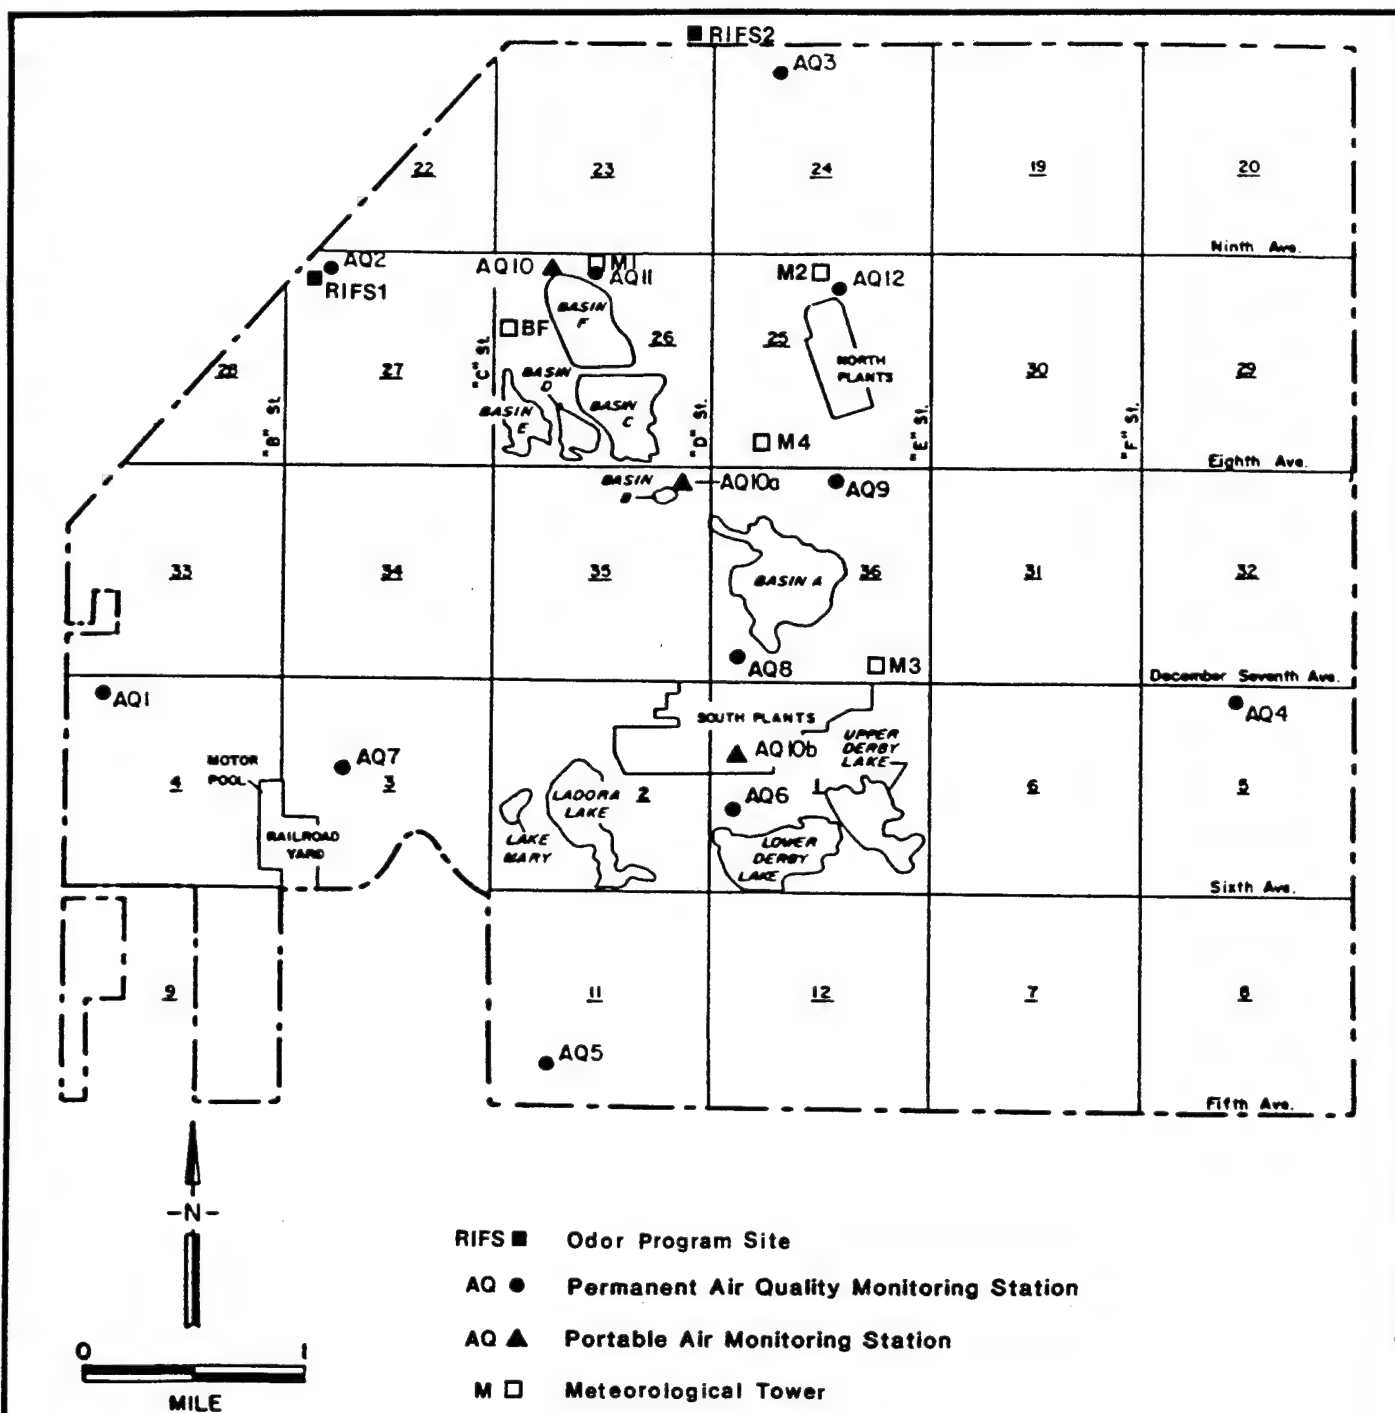 RIFS2
AQ3
22
23
24
19
20
Ninth Ave.
AQ2
RIFS1
AQ10
M1
AQ11
M2
AQ12
BF
BASIN
F
26
25
NORTH
PLANTS
28
27
30
29
"B" St.
"C" St.
"D" St.
"E" St.
"F" St.
BASIN
D
BASIN
E
BASIN
C
M4
Eighth Ave.
BASIN
B
AQ10a
AQ9
33
34
35
BASIN A
36
31
32
AQ8
M3
December Seventh Ave.
AQ1
AQ4
SOUTH PLANTS
AQ10b
UPPER
DERBY
LAKE
MOTOR
POOL
AQ7
4
3
LADORA
LAKE
2
AQ6
1
6
5
RAILROAD
YARD
LAKE
MARY
LOWER
DERBY
LAKE
Sixth Ave.
9
11
12
7
8
AQ5
Fifth Ave.
-N-
0 1
MILE
RIFS Odor Program Site
AQ Permanent Air Quality Monitoring Station
AQ Portable Air Monitoring Station
M Meteorological Tower